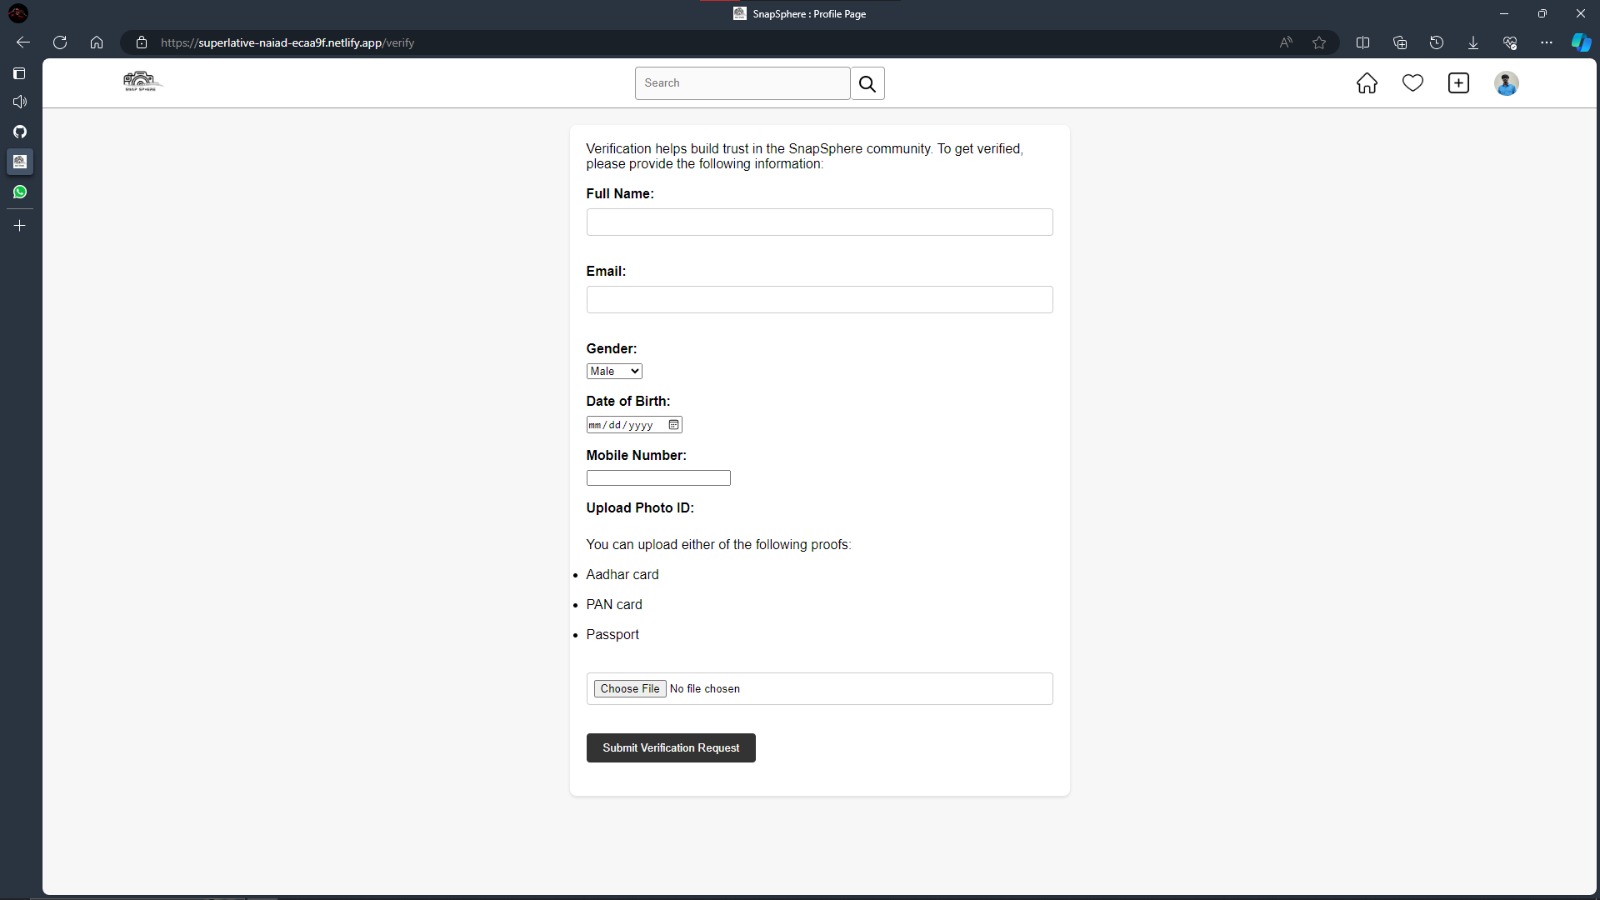 SnapSphere : Profile Page
https://superlative-naiad-ecaa9f.netlify.app/verify
SNAP SPHERE
Search
Verification helps build trust in the SnapSphere community. To get verified,
please provide the following information:
Full Name:
Email:
Gender:
Male
Date of Birth:
mm/dd/yyyy
Mobile Number:
Upload Photo ID:
You can upload either of the following proofs:
• Aadhar card
• PAN card
• Passport
Choose File No file chosen
Submit Verification Request